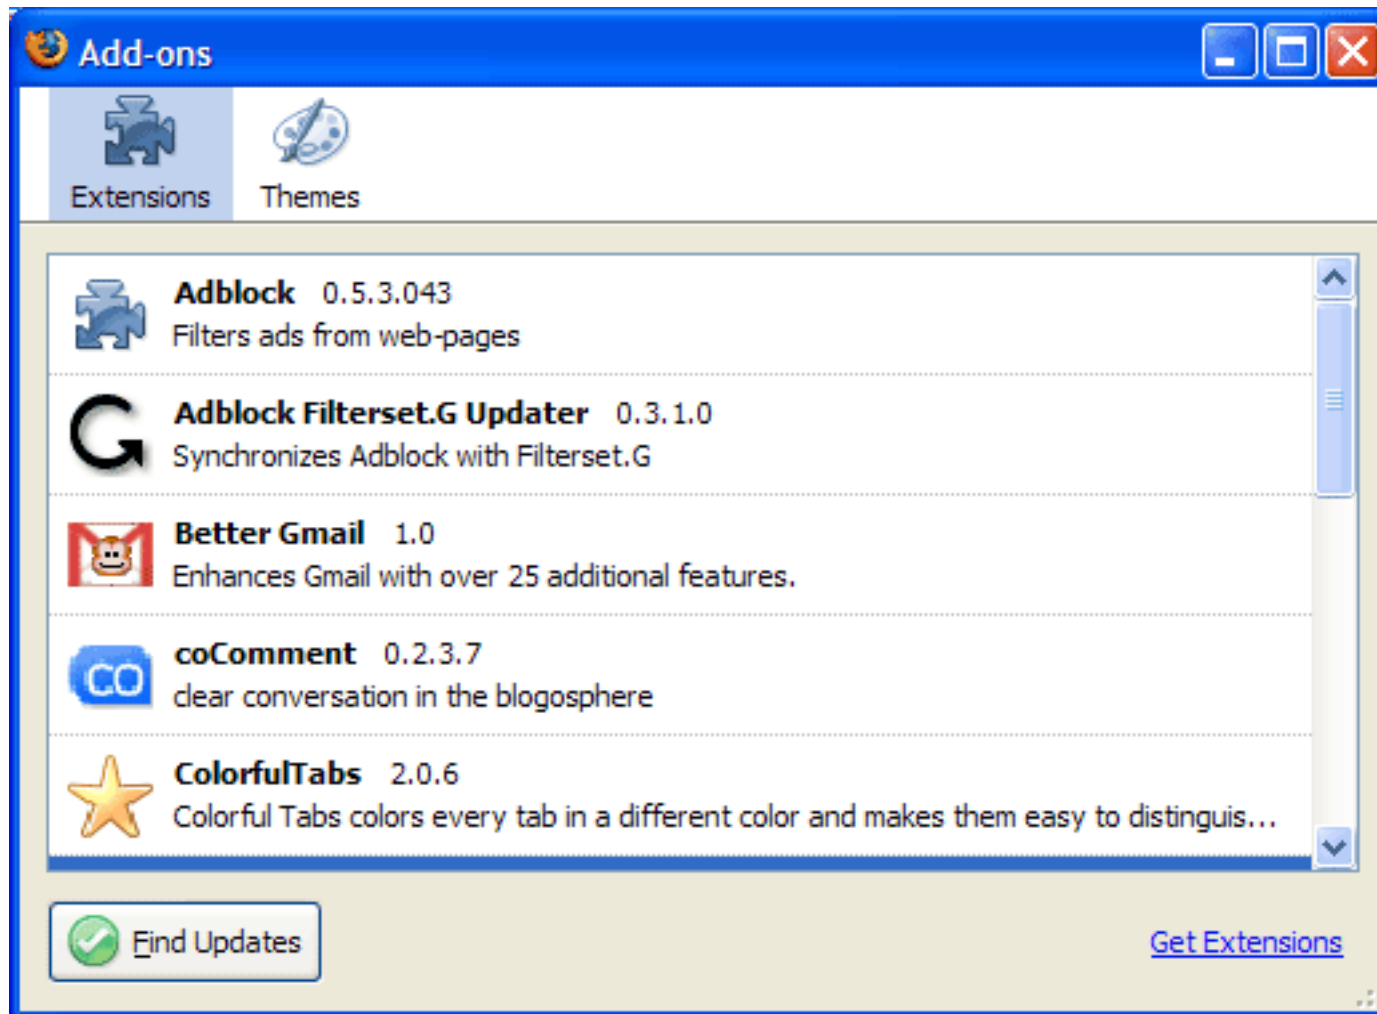 Add-ons
Extensions Themes
Adblock 0.5.3.043
Filters ads from web-pages
Adblock Filterset.G Updater 0.3.1.0
Synchronizes Adblock with Filterset.G
Better Gmail 1.0
Enhances Gmail with over 25 additional features.
CO
coComment 0.2.3.7
clear conversation in the blogosphere
ColorfulTabs 2.0.6
Colorful Tabs colors every tab in a different color and makes them easy to distinguis...
Find Updates
Get Extensions